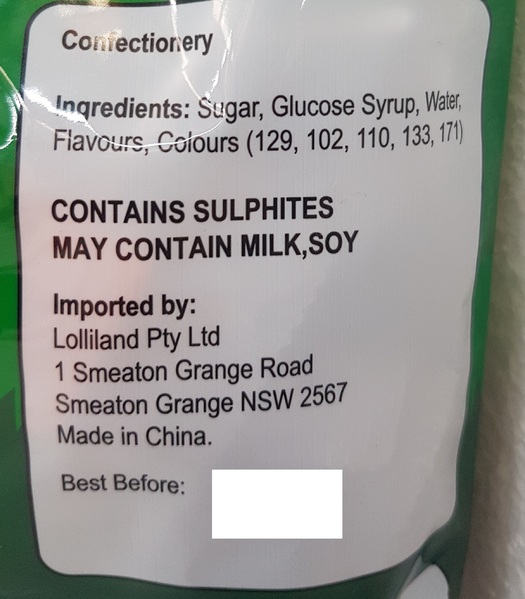 Confectionery
Ingredients: Sugar, Glucose Syrup, Water,
Flavours, Colours (129, 102, 110, 133, 171)
CONTAINS SULPHITES
MAY CONTAIN MILK,SOY
Imported by:
Lolliland Pty Ltd
1 Smeaton Grange Road
Smeaton Grange NSW 2567
Made in China.
Best Before: